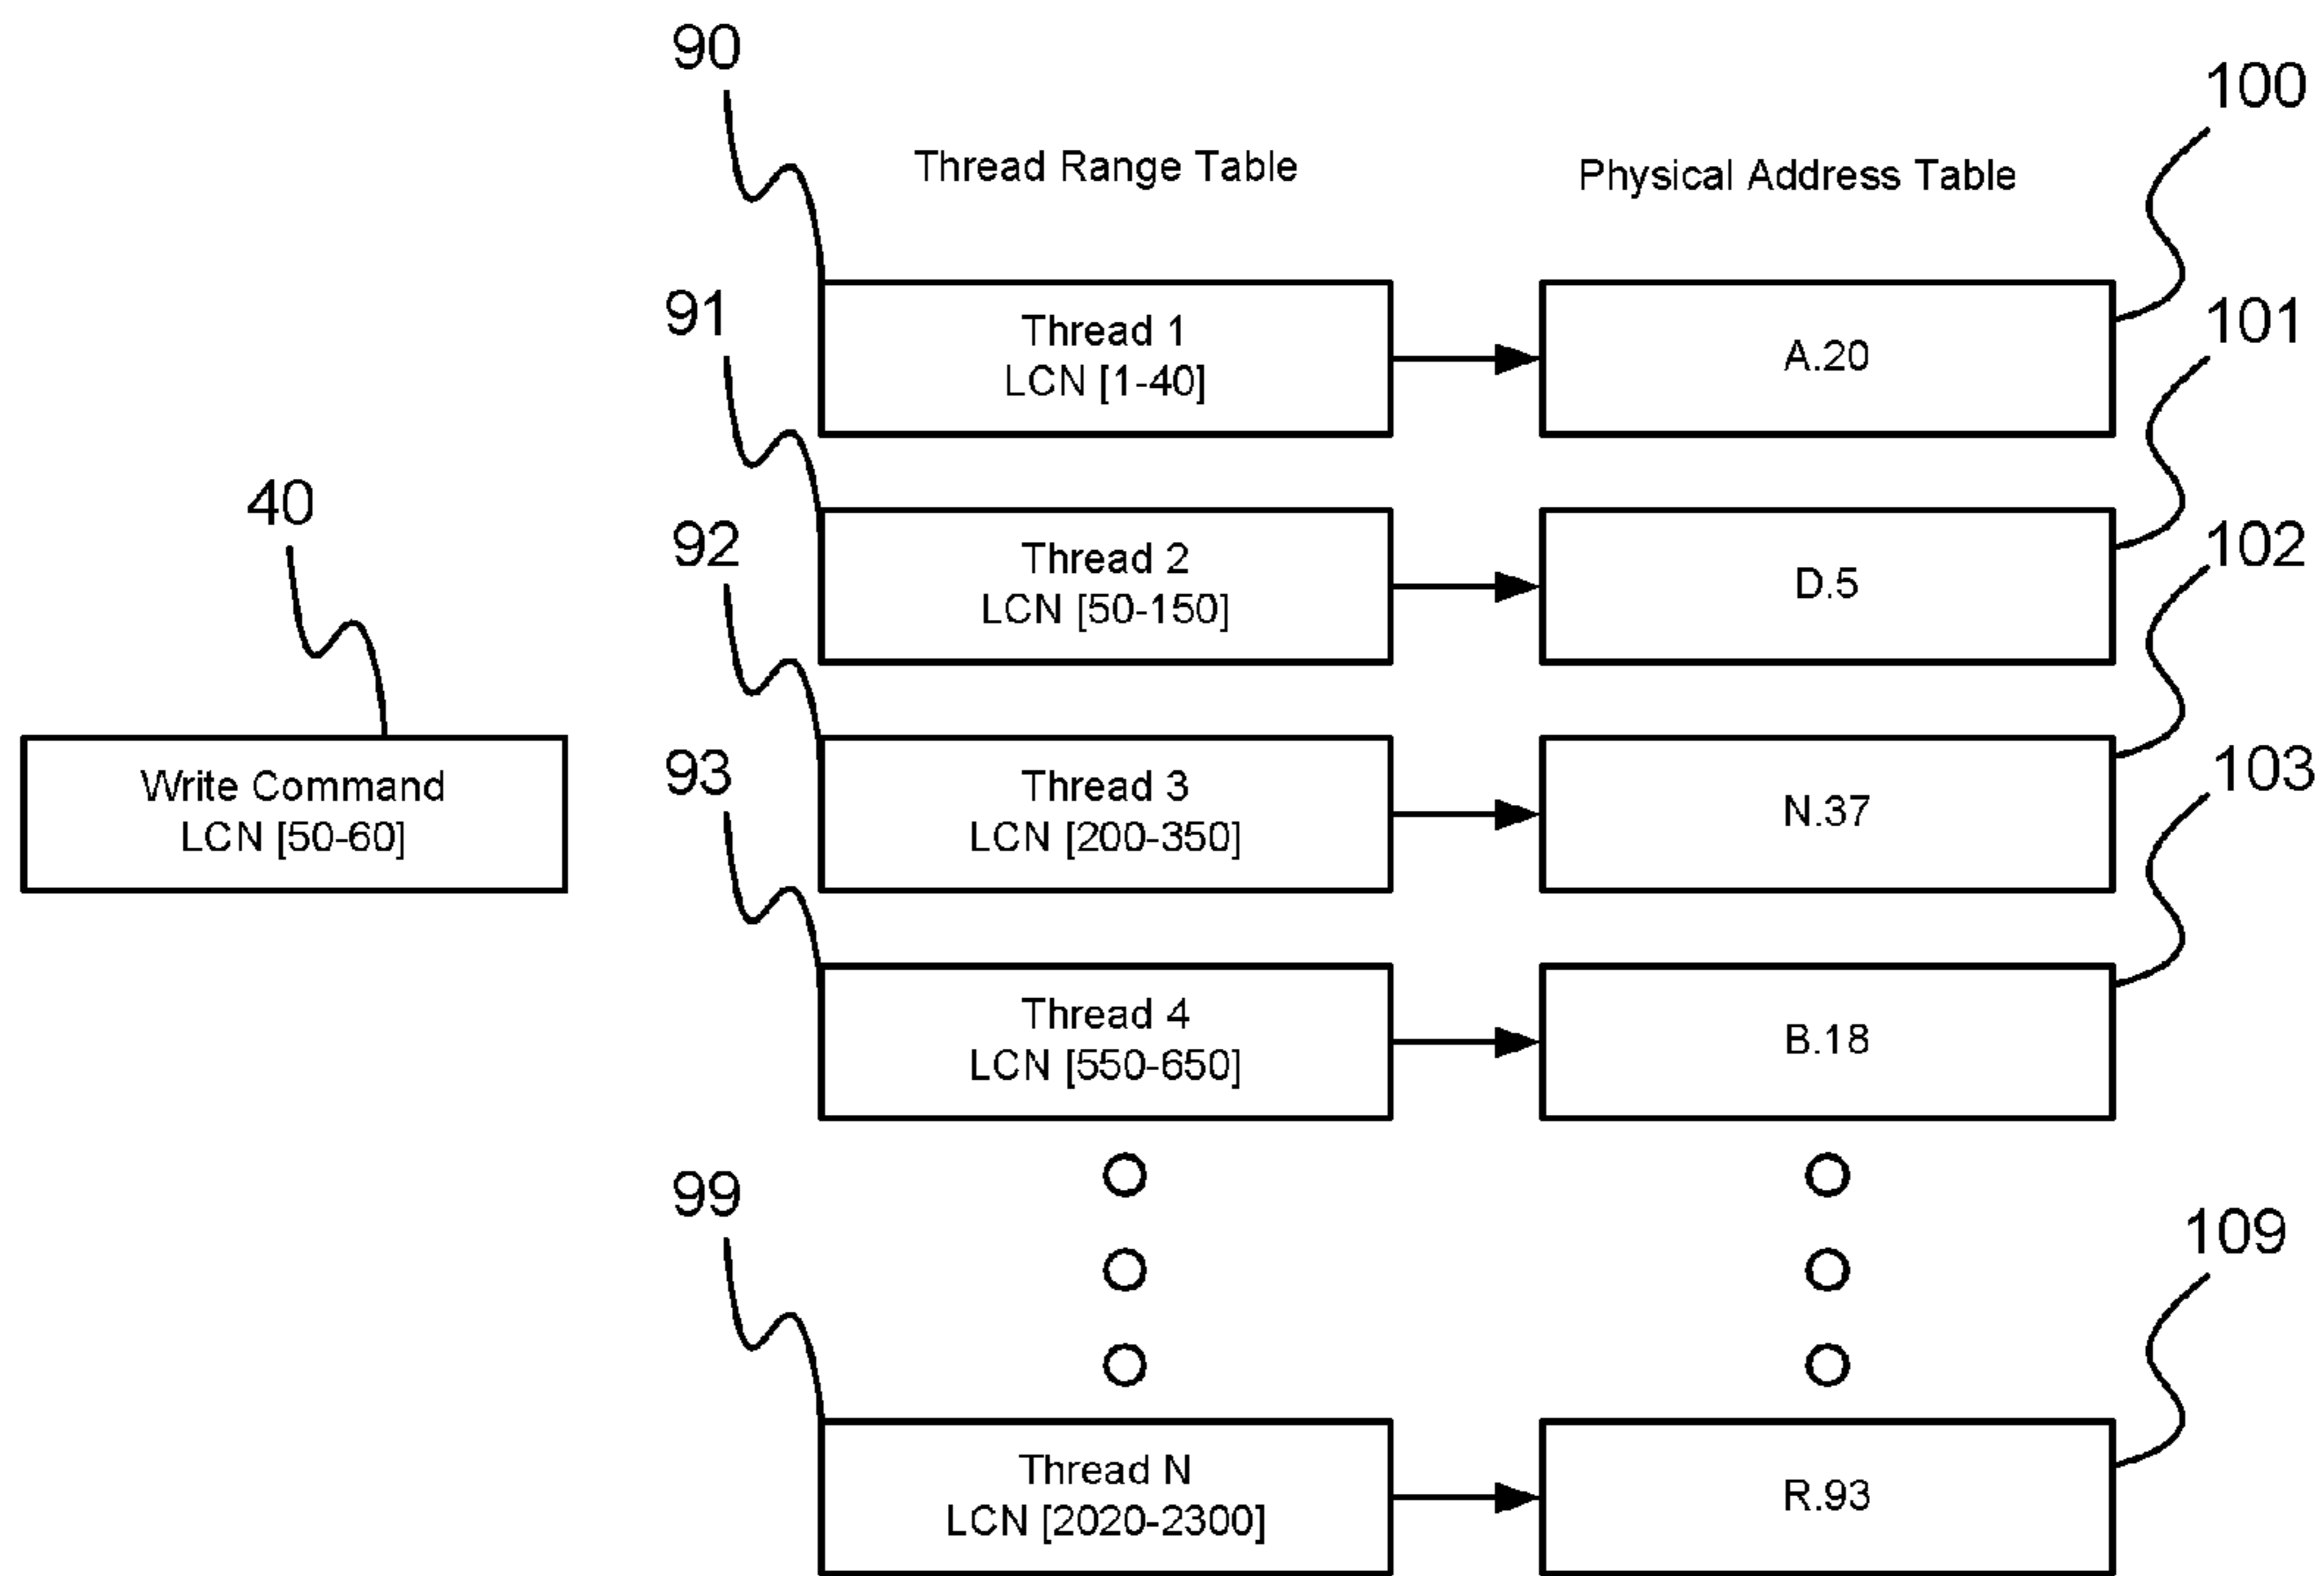 90
100
Thread Range Table
Physical Address Table
91
101
Thread 1
LCN [1-40]
A.20
40
92
102
Thread 2
LCN [50-150]
D.5
93
103
Write Command
LCN [50-60]
Thread 3
LCN [200-350]
N.37
Thread 4
LCN [550-650]
B.18
99
109
Thread N
LCN [2020-2300]
R.93